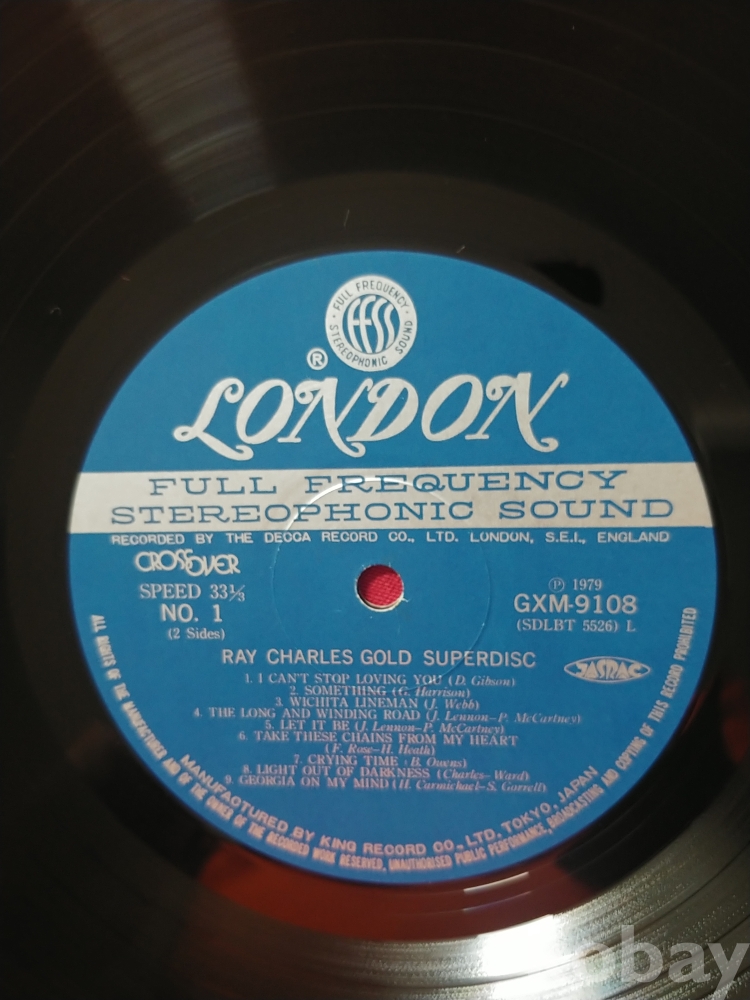 FULL FREQUENCY
STEREOPHONIC SOUND
FFSS
®
LONDON
FULL FREQUENCY
STEREOPHONIC SOUND
RECORDED BY THE DECCA RECORD CO., LTD. LONDON, S.E.I., ENGLAND
CROSSOVER
SPEED 33⅓
NO. 1
(2 Sides)
℗ 1979
GXM-9108
(SDLBT 5526) L
RAY CHARLES GOLD SUPERDISC
JASRAC
1. I CAN'T STOP LOVING YOU (D. Gibson)
2. SOMETHING (G. Harrison)
3. WICHITA LINEMAN (J. Webb)
4. THE LONG AND WINDING ROAD (J. Lennon-P. McCartney)
5. LET IT BE (J. Lennon-P. McCartney)
6. TAKE THESE CHAINS FROM MY HEART
(F. Rose-H. Heath)
7. CRYING TIME (B. Owens)
8. LIGHT OUT OF DARKNESS (Charles-Ward)
9. GEORGIA ON MY MIND (H. Carmichael-S. Gorrell)
MANUFACTURED BY KING RECORD CO., LTD. TOKYO, JAPAN
ALL RIGHTS OF THE MANUFACTURER AND OF THE OWNER OF THE RECORDED WORK RESERVED, UNAUTHORISED PUBLIC PERFORMANCE, BROADCASTING AND COPYING OF THIS RECORD PROHIBITED
obay